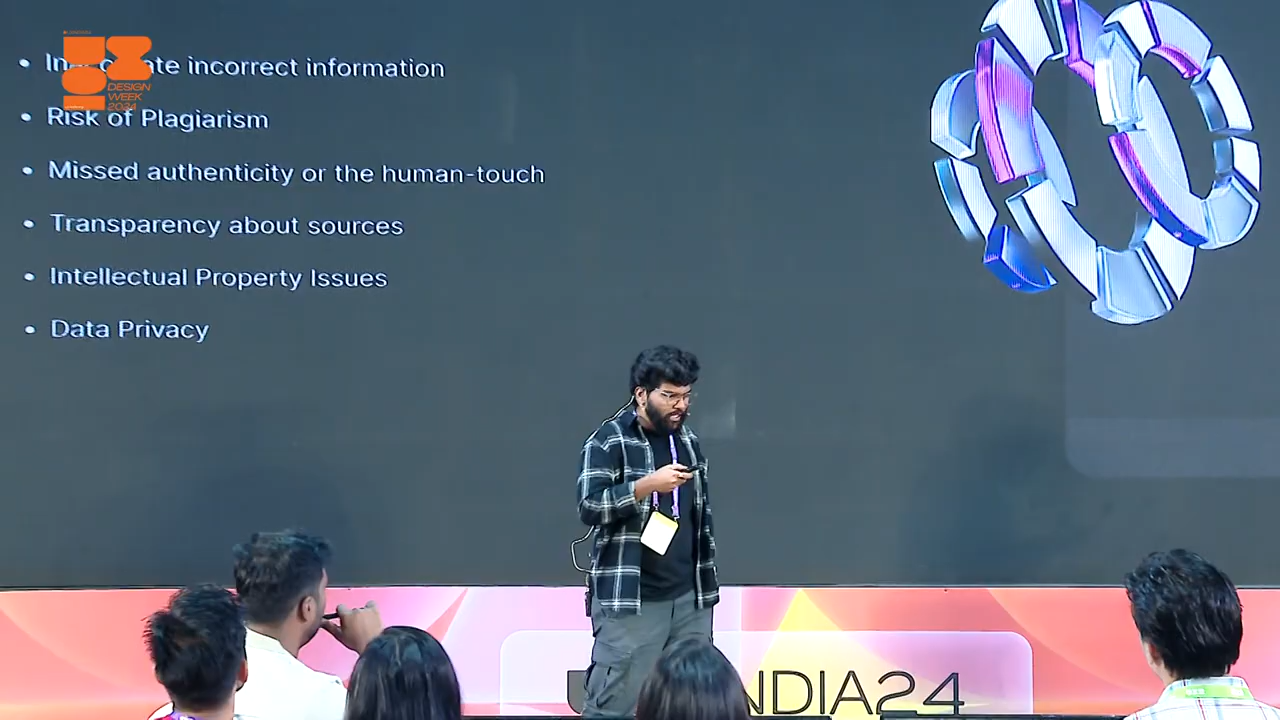 incorrect information
DESIGN
WEEK
2024
Risk of Plagiarism
Missed authenticity or the human-touch
Transparency about sources
Intellectual Property Issues
Data Privacy
NDIA24